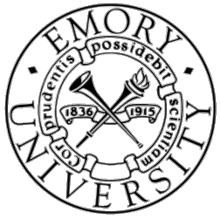 EMORY
UNIVERSITY
cor prudentis possidebit scientiam
1836 1915